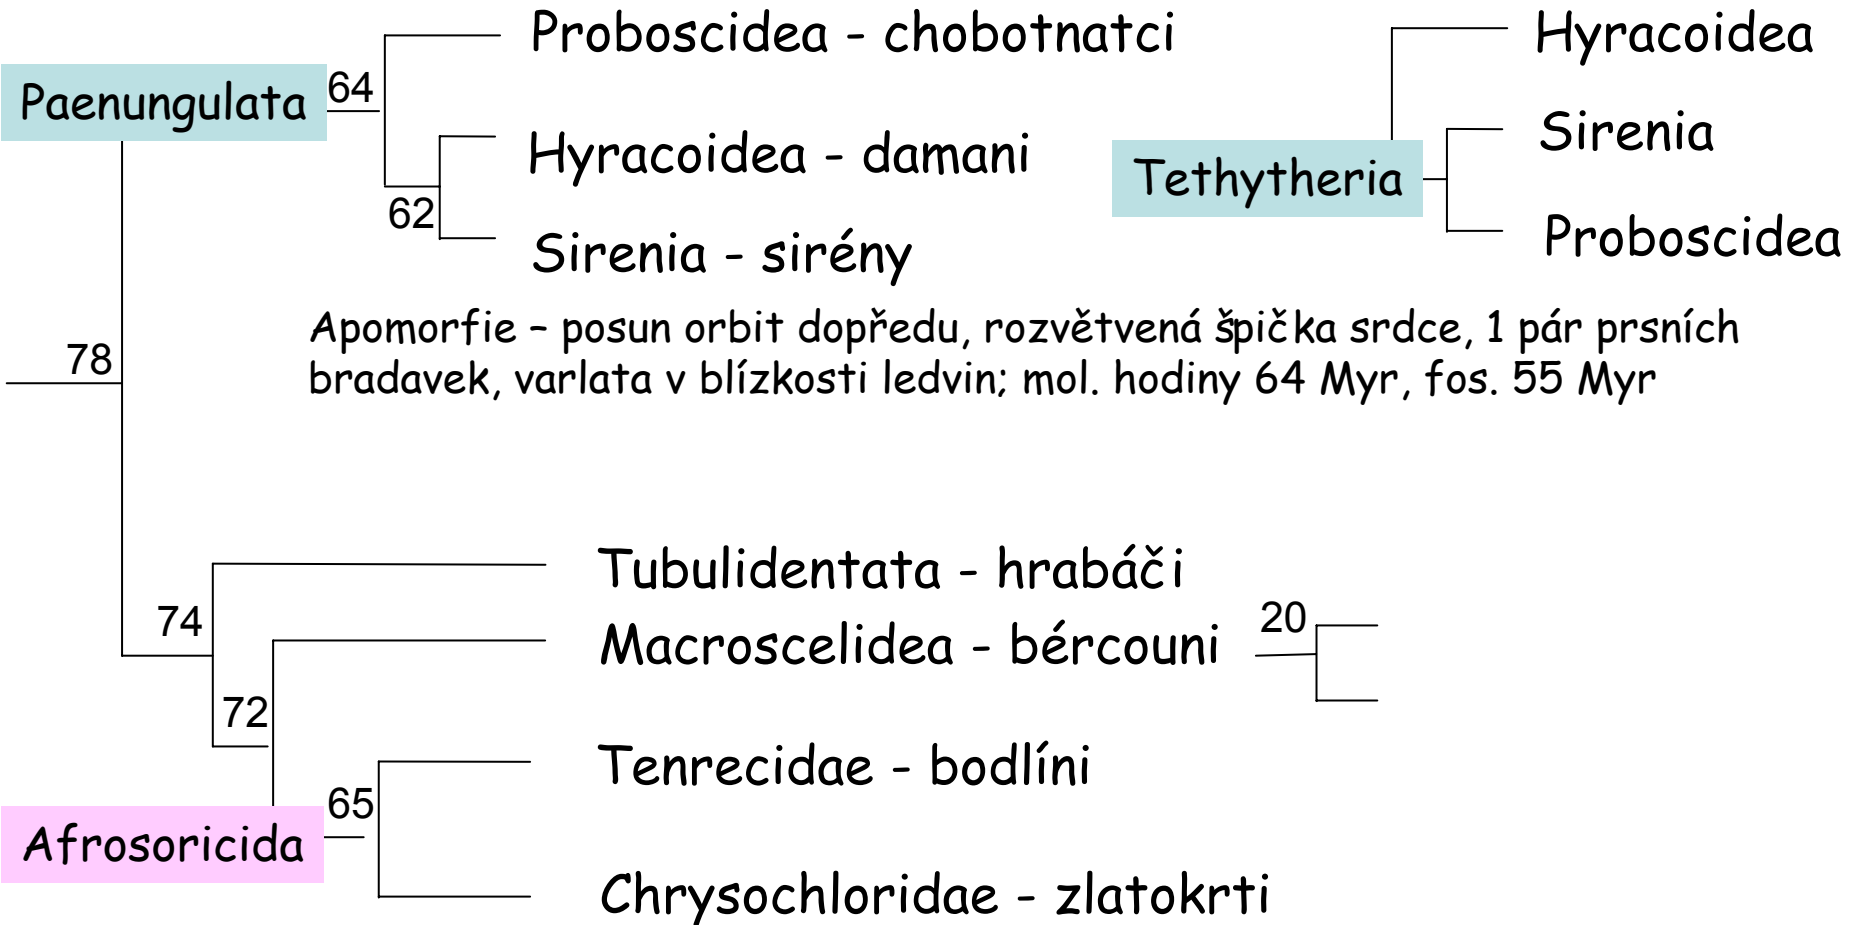 Proboscidea - chobotnatci
Hyracoidea
Paenungulata
64
Hyracoidea - damani
Sirenia
Tethytheria
62
Sirenia - sirény
Proboscidea
Apomorfie – posun orbit dopředu, rozvětvená špička srdce, 1 pár prsních
bradavek, varlata v blízkosti ledvin; mol. hodiny 64 Myr, fos. 55 Myr
78
Tubulidentata - hrabáči
74
Macroscelidea - bércouni
20
72
Tenrecidae - bodlíni
65
Afrosoricida
Chrysochloridae - zlatokrti